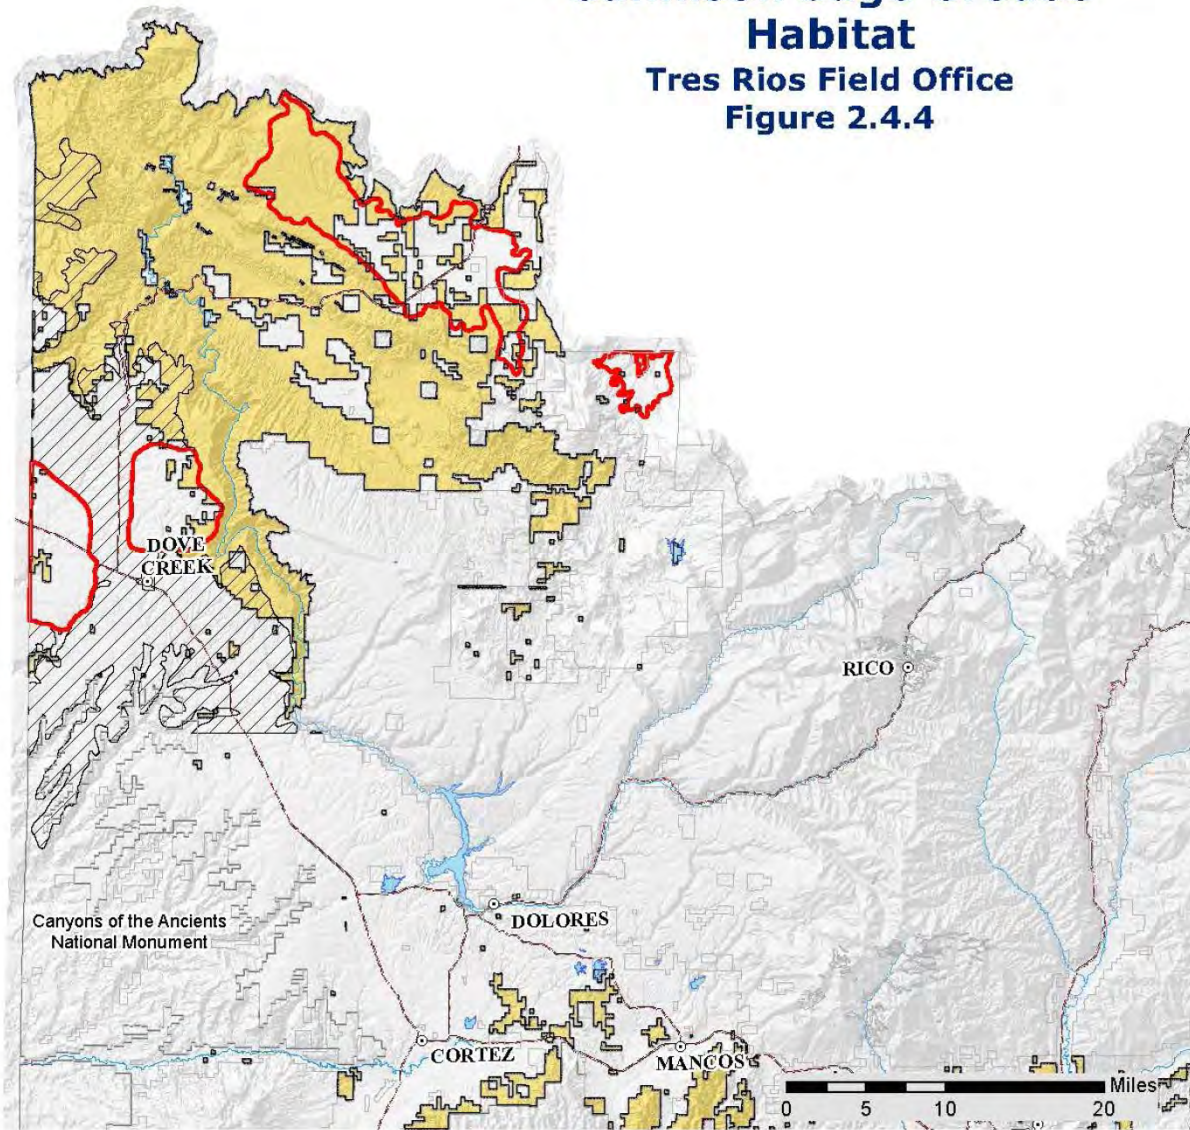 Habitat
Tres Rios Field Office
Figure 2.4.4
DOVE
CREEK
RICO
Canyons of the Ancients
National Monument
DOLORES
CORTEZ
MANCOS
Miles
0 5 10 20